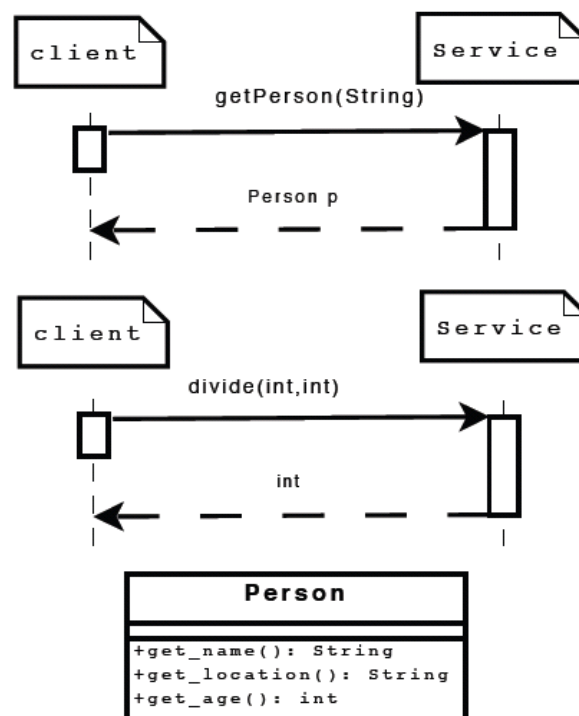 client
Service
getPerson(String)
Person p
client
Service
divide(int,int)
int
Person
+get_name(): String
+get_location(): String
+get_age(): int